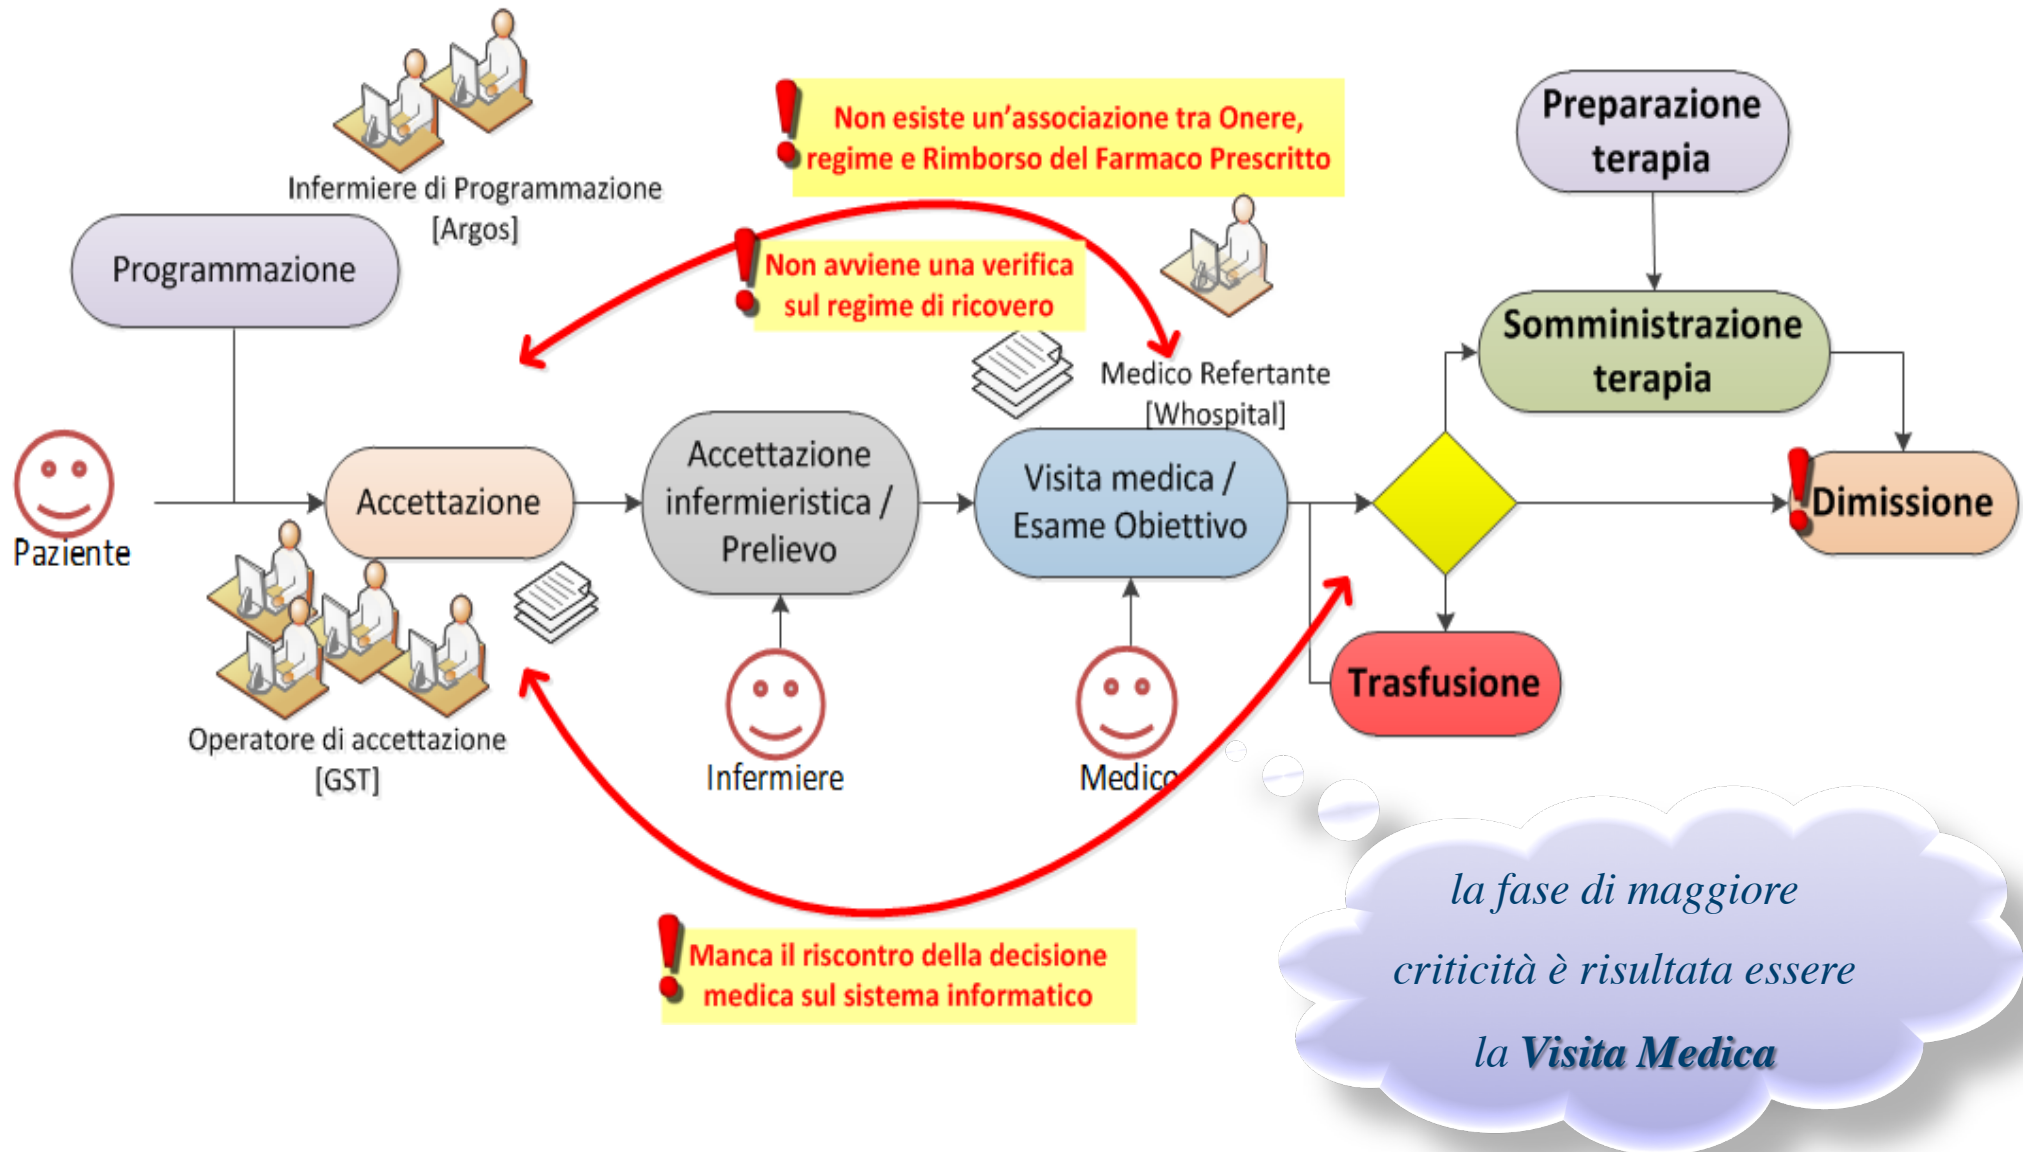 Non esiste un'associazione tra Onere,
regime e Rimborso del Farmaco Prescritto
Preparazione
terapia
Infermiere di Programmazione
[Argos]
Programmazione
Non avviene una verifica
sul regime di ricovero
Somministrazione
terapia
Medico Refertante
[Whospital]
Paziente
Accettazione
Accettazione
infermieristica /
Prelievo
Visita medica /
Esame Obiettivo
Dimissione
Trasfusione
Operatore di accettazione
[GST]
Infermiere
Medico
la fase di maggiore
criticità è risultata essere
la Visita Medica
Manca il riscontro della decisione
medica sul sistema informatico